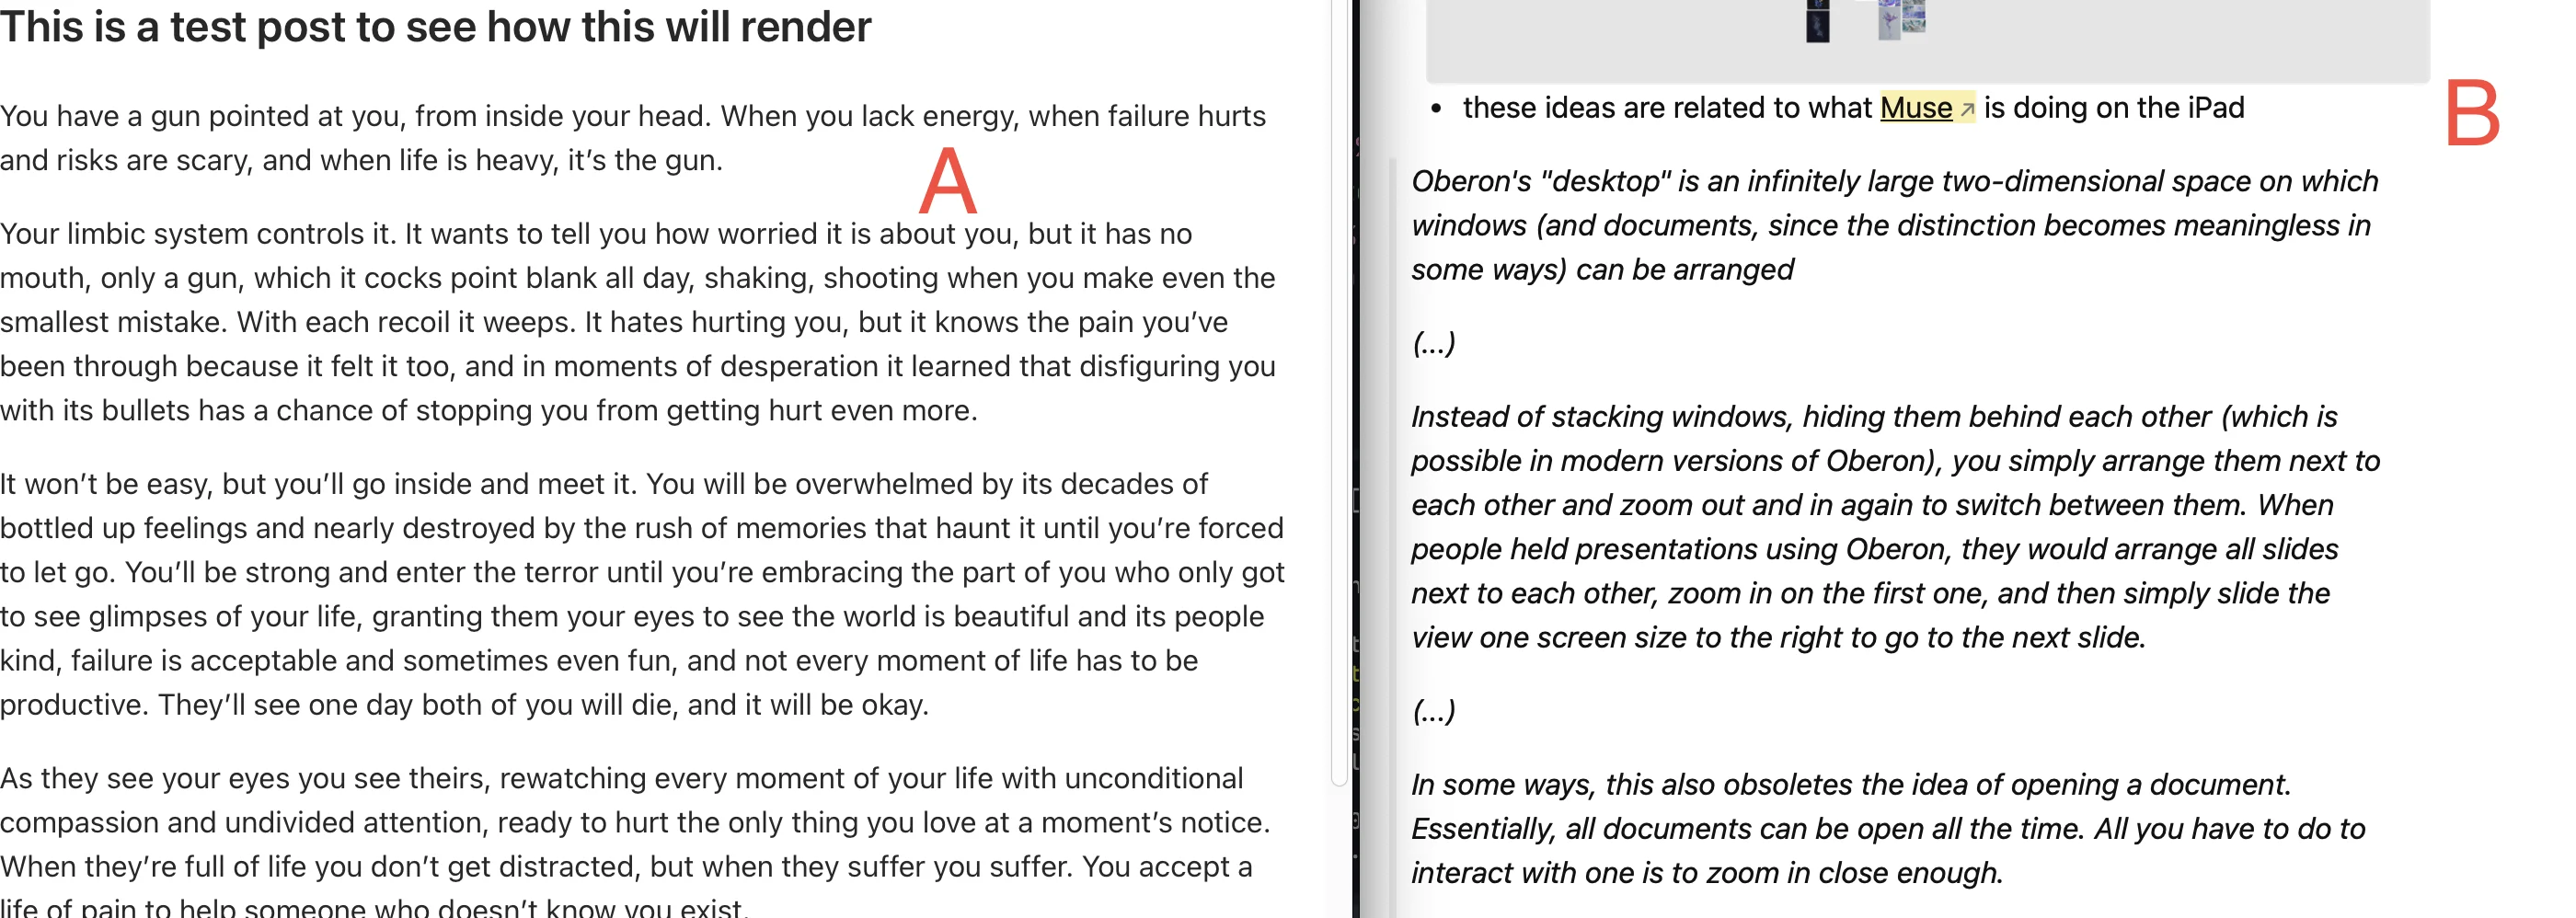 This is a test post to see how this will render
You have a gun pointed at you, from inside your head. When you lack energy, when failure hurts
and risks are scary, and when life is heavy, it’s the gun.
A
Your limbic system controls it. It wants to tell you how worried it is about you, but it has no
mouth, only a gun, which it cocks point blank all day, shaking, shooting when you make even the
smallest mistake. With each recoil it weeps. It hates hurting you, but it knows the pain you’ve
been through because it felt it too, and in moments of desperation it learned that disfiguring you
with its bullets has a chance of stopping you from getting hurt even more.
It won’t be easy, but you’ll go inside and meet it. You will be overwhelmed by its decades of
bottled up feelings and nearly destroyed by the rush of memories that haunt it until you’re forced
to let go. You’ll be strong and enter the terror until you’re embracing the part of you who only got
to see glimpses of your life, granting them your eyes to see the world is beautiful and its people
kind, failure is acceptable and sometimes even fun, and not every moment of life has to be
productive. They’ll see one day both of you will die, and it will be okay.
As they see your eyes you see theirs, rewatching every moment of your life with unconditional
compassion and undivided attention, ready to hurt the only thing you love at a moment’s notice.
When they’re full of life you don’t get distracted, but when they suffer you suffer. You accept a
life of pain to help someone who doesn’t know you exist.
• these ideas are related to what Muse ↗ is doing on the iPad
B
Oberon's "desktop" is an infinitely large two-dimensional space on which
windows (and documents, since the distinction becomes meaningless in
some ways) can be arranged
(...)
Instead of stacking windows, hiding them behind each other (which is
possible in modern versions of Oberon), you simply arrange them next to
each other and zoom out and in again to switch between them. When
people held presentations using Oberon, they would arrange all slides
next to each other, zoom in on the first one, and then simply slide the
view one screen size to the right to go to the next slide.
(...)
In some ways, this also obsoletes the idea of opening a document.
Essentially, all documents can be open all the time. All you have to do to
interact with one is to zoom in close enough.